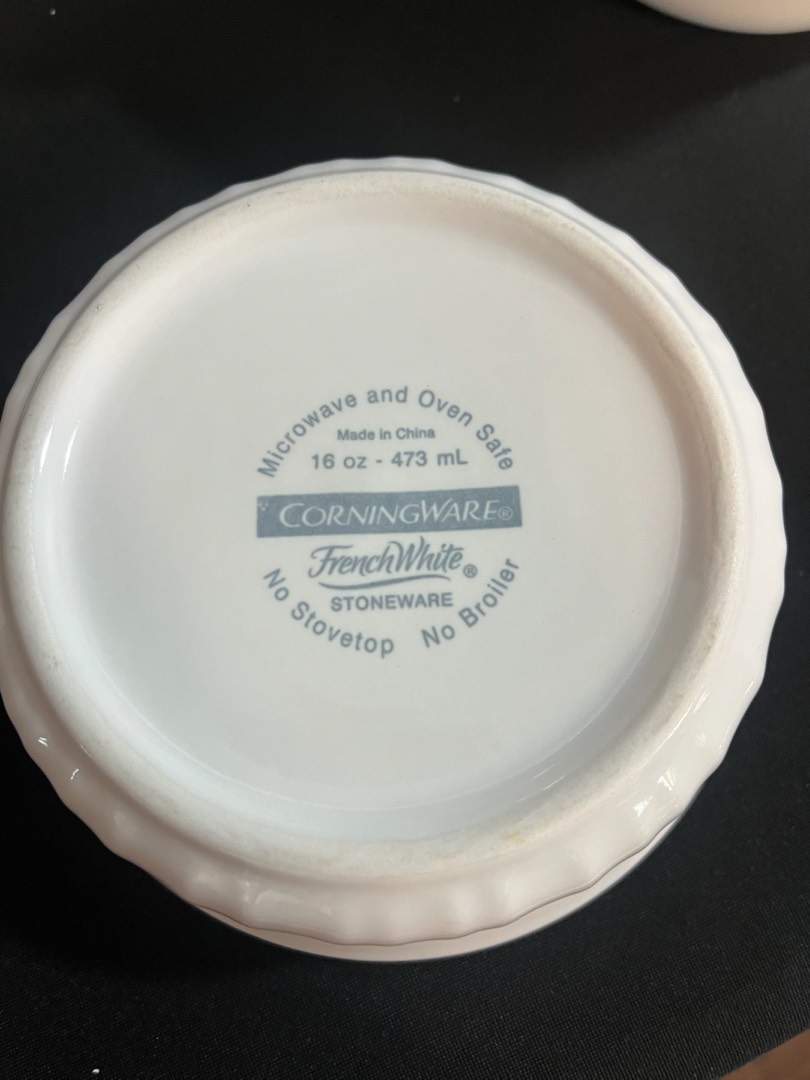 Microwave and Oven Safe
Made in China
16 oz - 473 mL
CORNINGWARE®
FrenchWhite®
STONEWARE
No Stovetop No Broiler